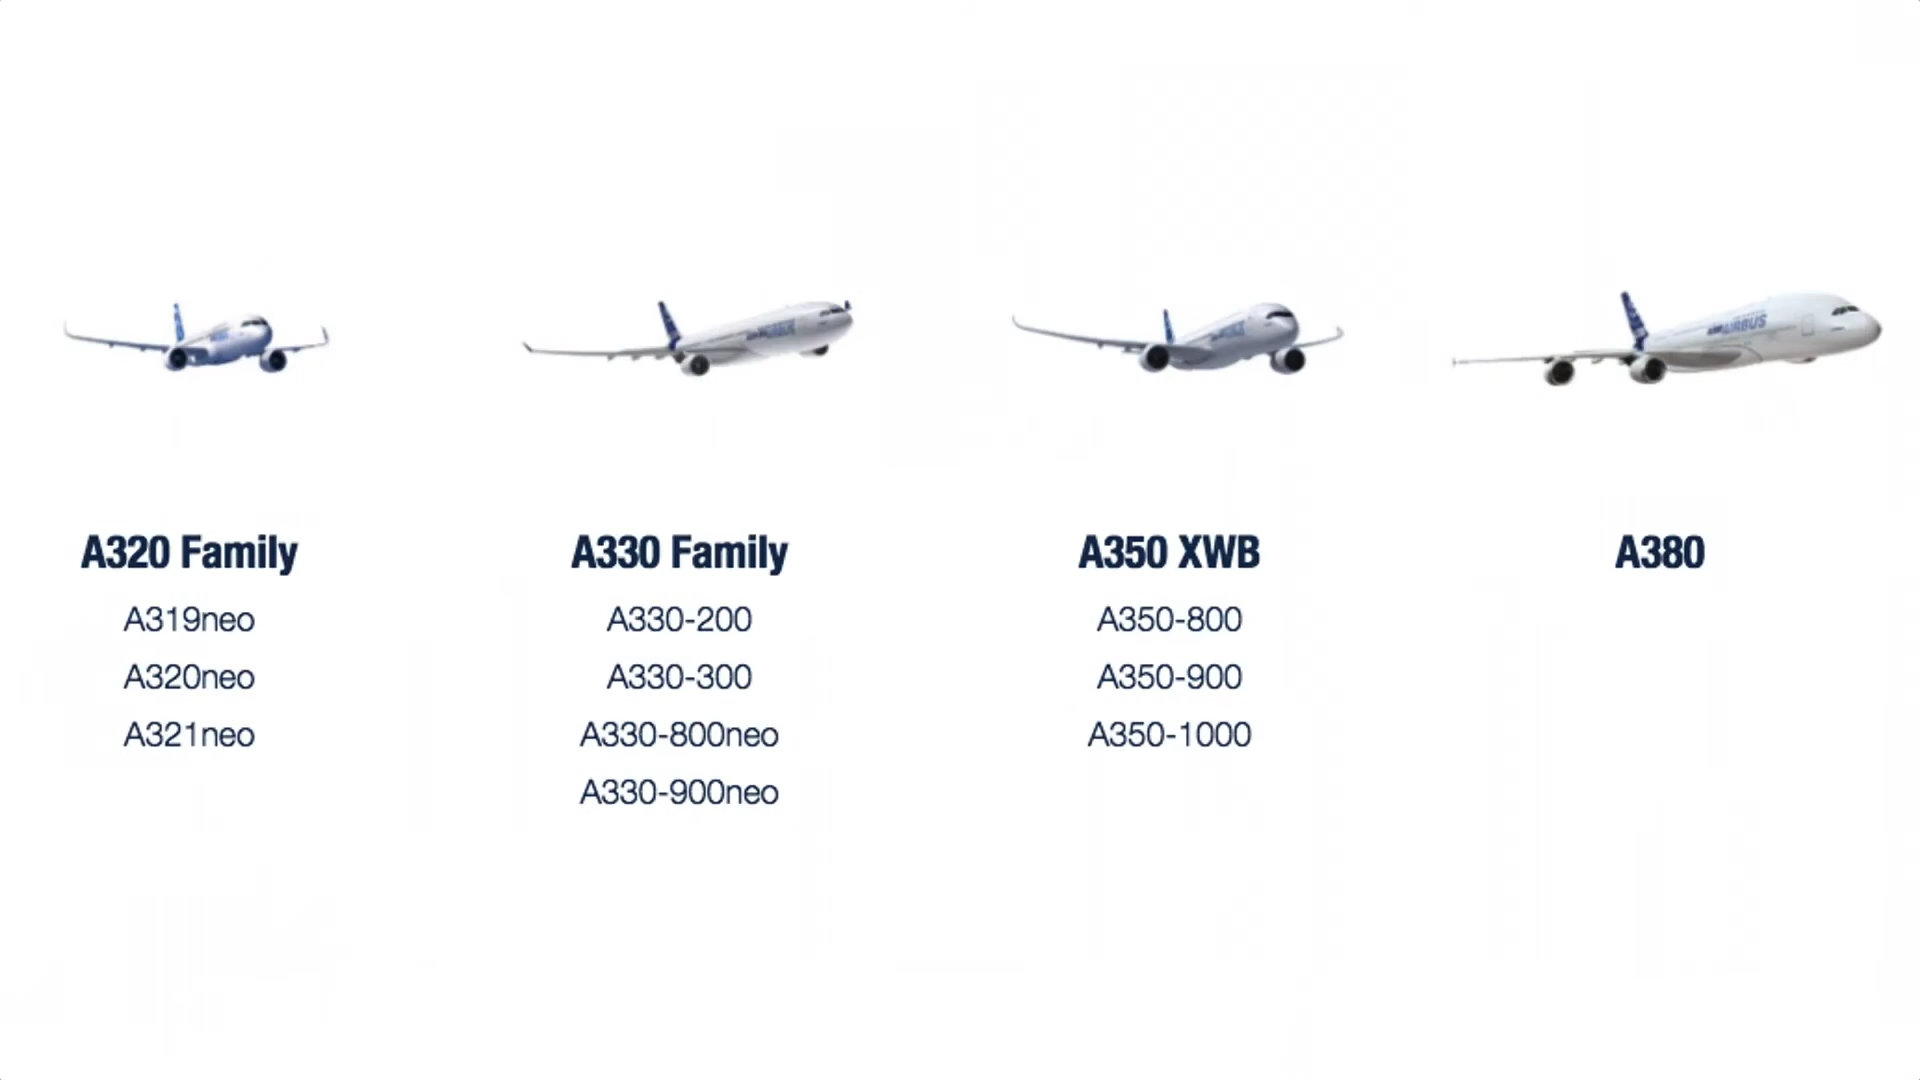 AIRBUS
A320 Family
A319neo
A320neo
A321neo
A330 Family
A330-200
A330-300
A330-800neo
A330-900neo
A350 XWB
A350-800
A350-900
A350-1000
A380